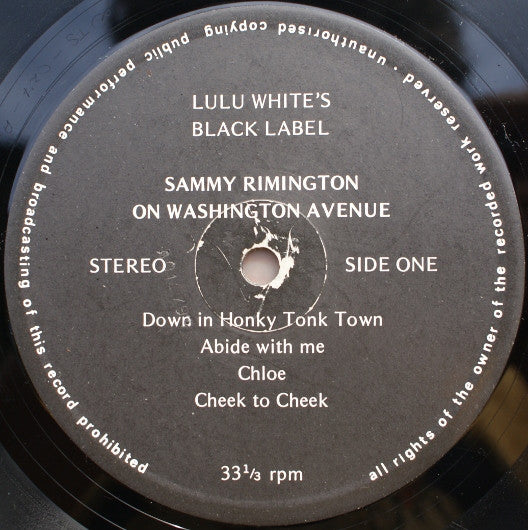 LULU WHITE'S
BLACK LABEL
SAMMY RIMINGTON
ON WASHINGTON AVENUE
STEREO
SIDE ONE
Down in Honky Tonk Town
Abide with me
Chloe
Cheek to Cheek
33 1/3 rpm
all rights of the owner of the recorded work reserved · unauthorised copying public performance and broadcasting of this record prohibited